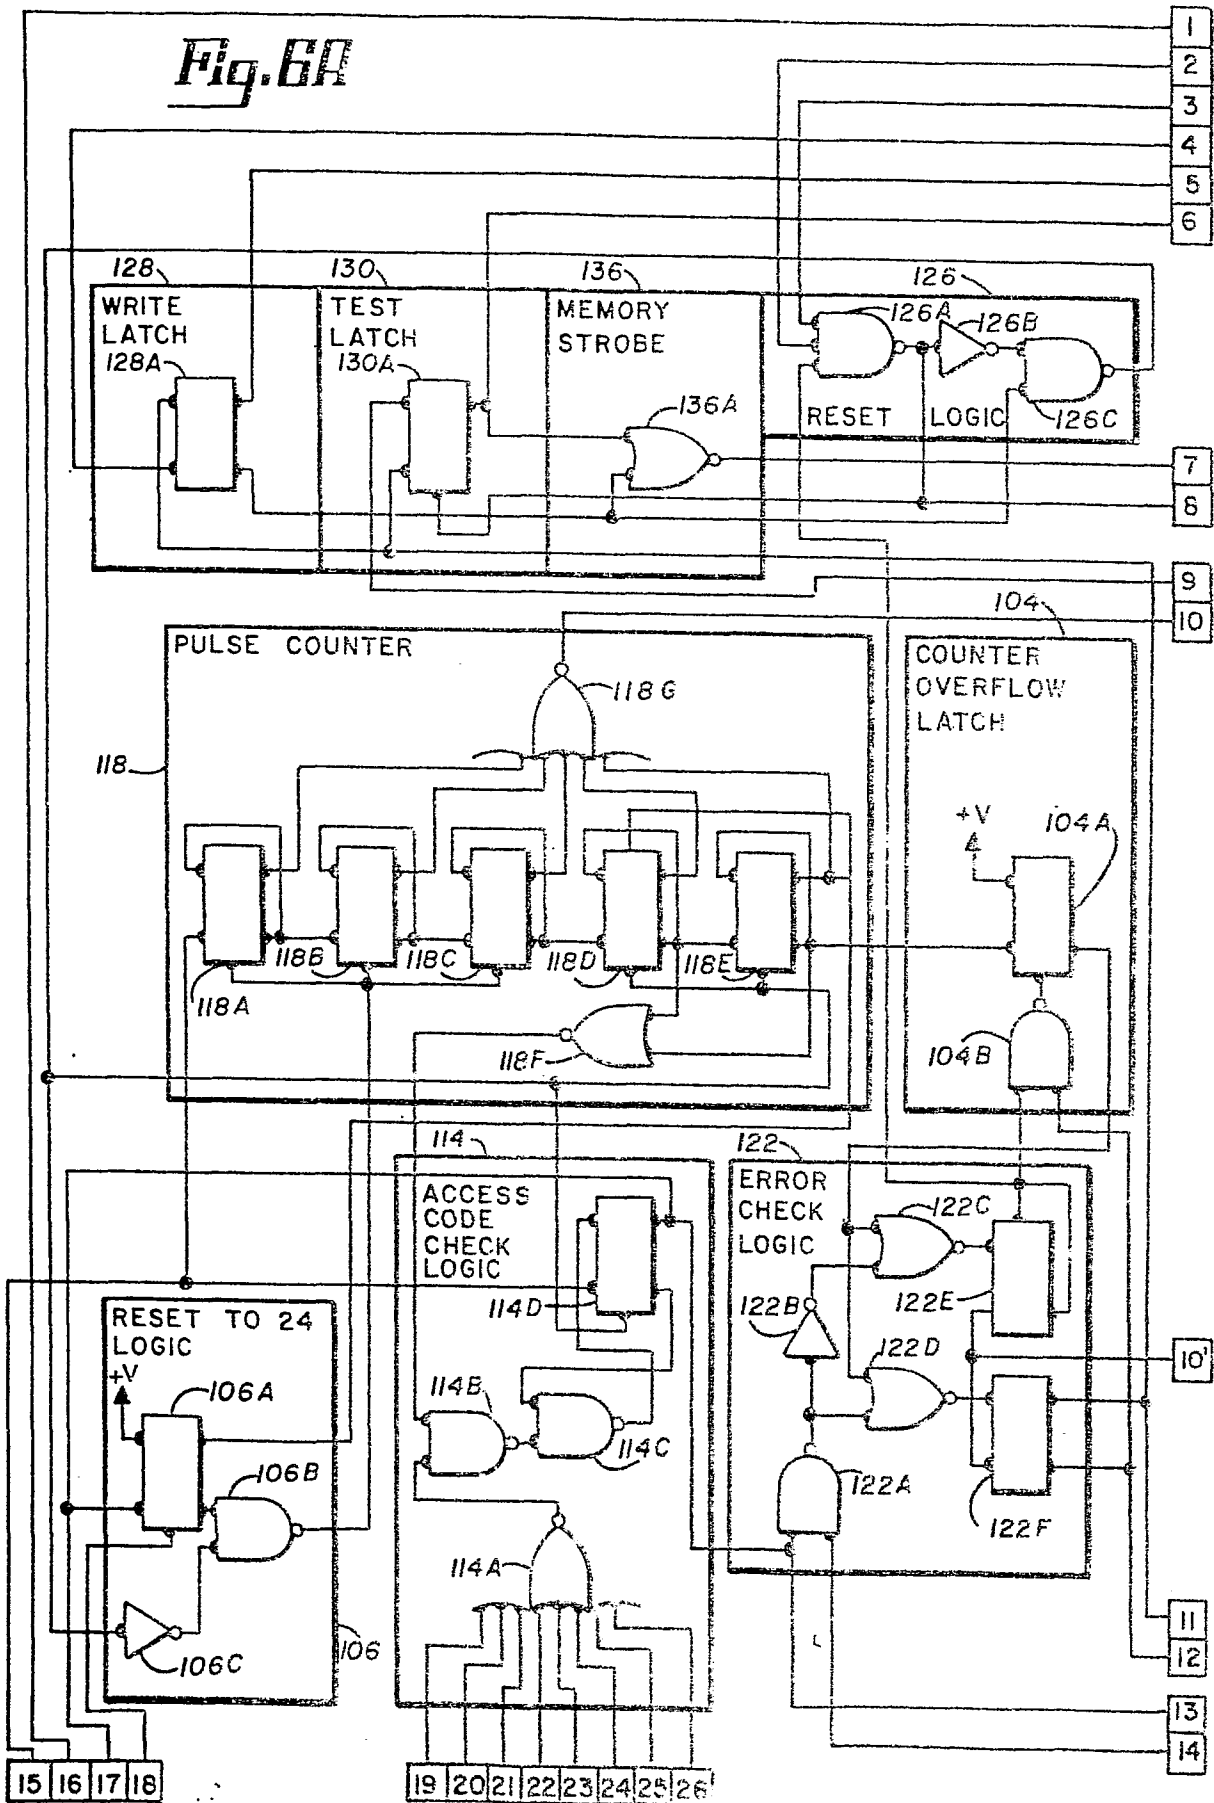 Fig. 6A
1
2
3
4
5
6
128
130
136
126
WRITE
LATCH
128A
TEST
LATCH
130A
MEMORY
STROBE
136A
126A
126B
RESET LOGIC
126C
7
8
9
10
104
PULSE COUNTER
118G
118
COUNTER
OVERFLOW
LATCH
+V
104A
118A
118B
118C
118D
118E
118F
104B
114
122
ACCESS
CODE
CHECK
LOGIC
114D
ERROR
CHECK
LOGIC
122C
122E
122B
122D
10'
RESET TO 24
LOGIC
+V
106A
106B
114B
114C
122A
122F
114A
106C
106
11
12
13
14
15 16 17 18
19 20 21 22 23 24 25 26